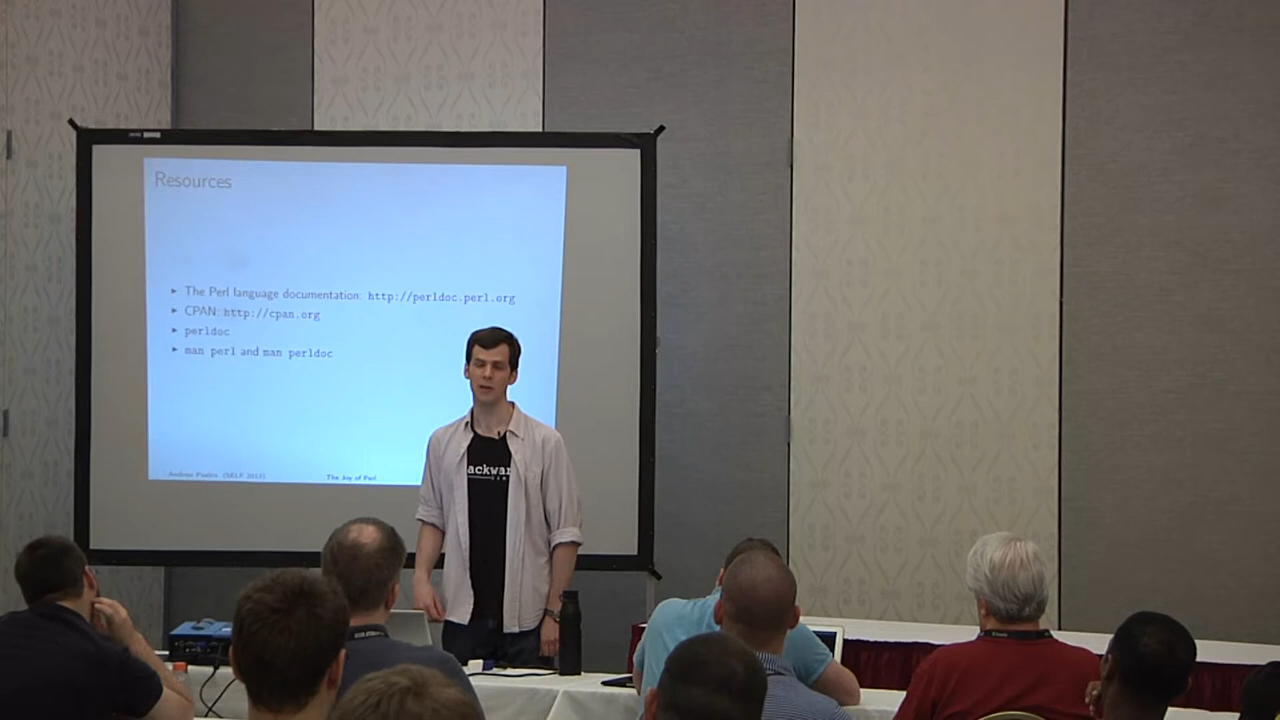 Resources
► The Perl language documentation: http://perldoc.perl.org
► CPAN: http://cpan.org
► perldoc
► man perl and man perldoc
The Joy of Perl
ackwar